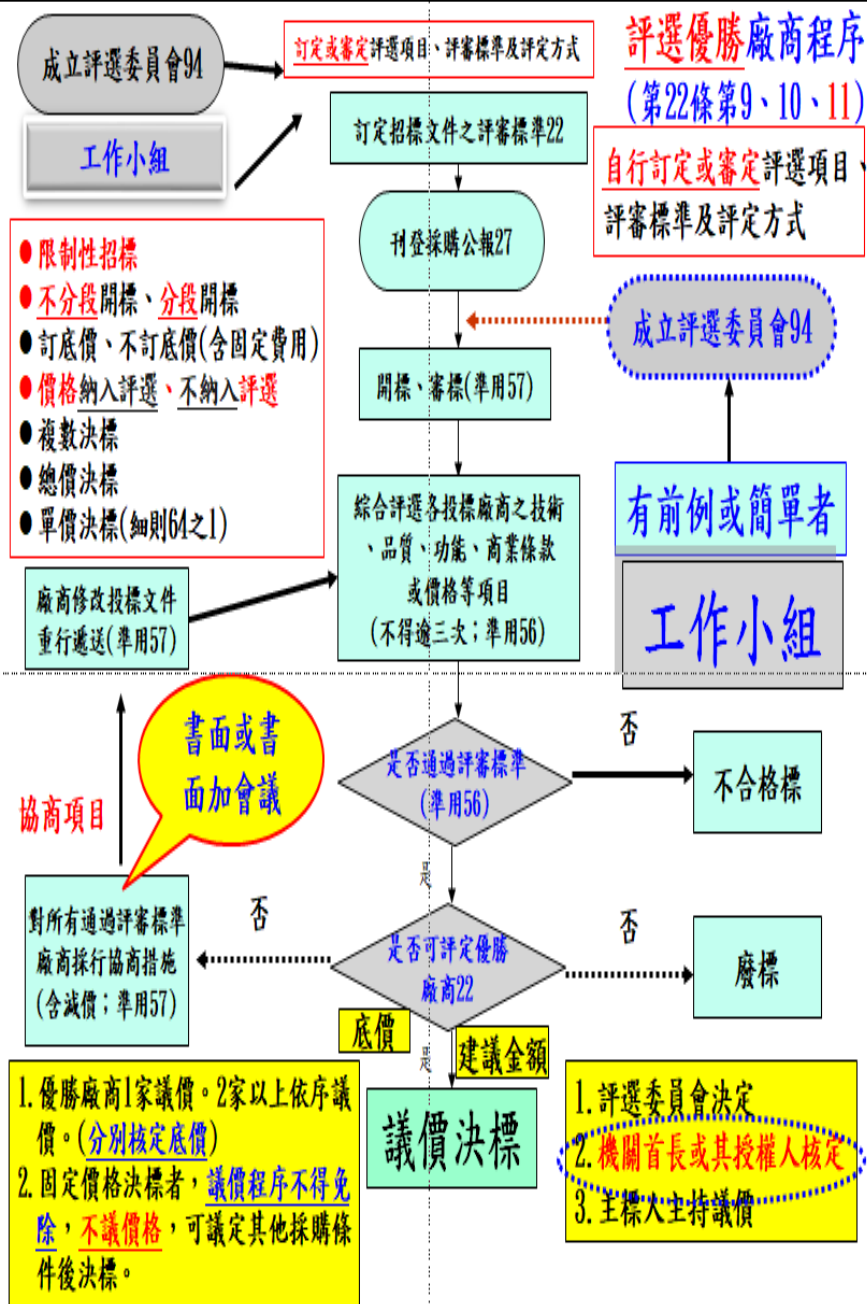 評選優勝廠商程序
(第22條第9、10、11)
成立評選委員會94
訂定或審定評選項目、評審標準及評定方式
工作小組
訂定招標文件之評審標準22
自行訂定或審定評選項目、
評審標準及評定方式
刊登採購公報27
●限制性招標
●不分段開標、分段開標
●訂底價、不訂底價(含固定費用)
●價格納入評選、不納入評選
●複數決標
●總價決標
●單價決標(細則64之1)
成立評選委員會94
開標、審標(準用57)
有前例或簡單者
工作小組
綜合評選各投標廠商之技術
、品質、功能、商業條款
或價格等項目
(不得逾三次；準用56)
廠商修改投標文件
重行遞送(準用57)
書面或書
面加會議
協商項目
是否通過評審標準
(準用56)
否
不合格標
是
對所有通過評審標準
廠商採行協商措施
(含減價；準用57)
否
是否可評定優勝
廠商22
否
廢標
底價
是
建議金額
議價決標
1. 優勝廠商1家議價。2家以上依序議
價。(分別核定底價)
2. 固定價格決標者，議價程序不得免
除，不議價格，可議定其他採購條
件後決標。
1. 評選委員會決定
2. 機關首長或其授權人核定
3. 主標人主持議價